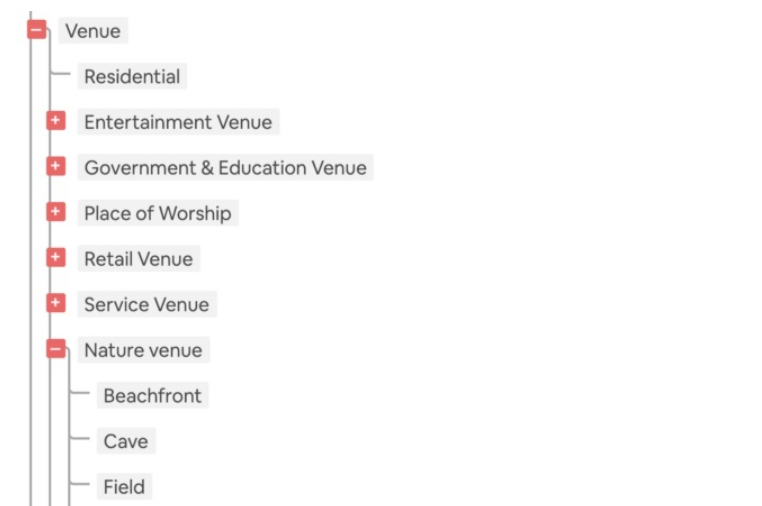 Venue
Residential
Entertainment Venue
Government & Education Venue
Place of Worship
Retail Venue
Service Venue
Nature venue
Beachfront
Cave
Field